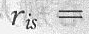 r_{is} =